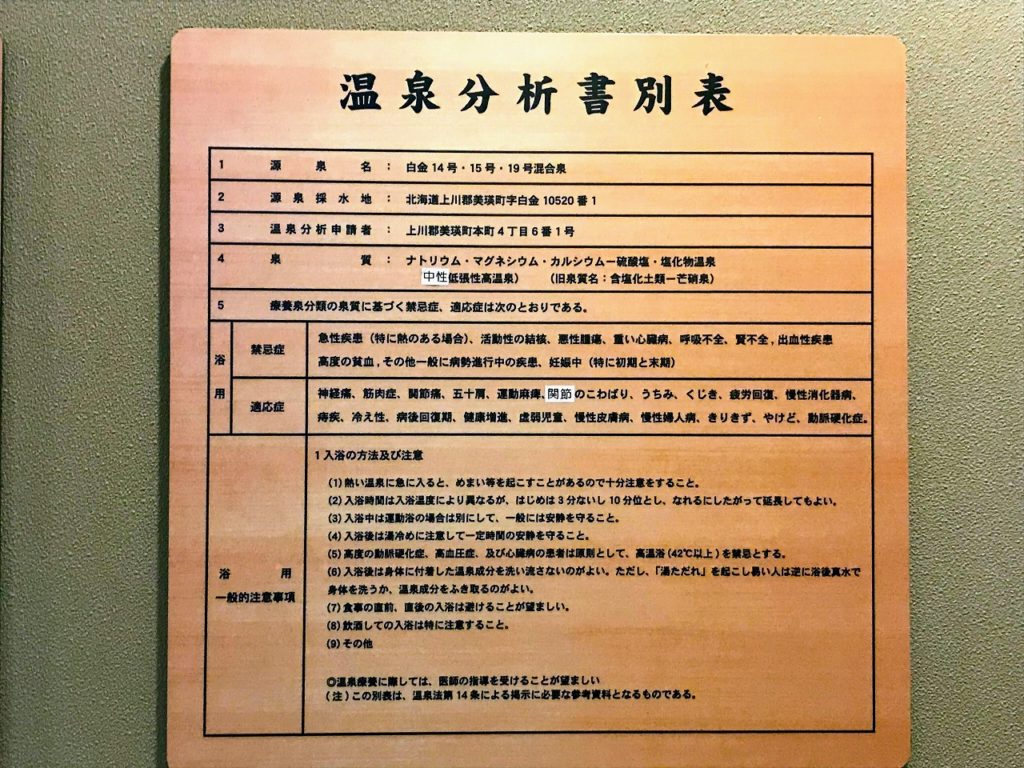 温泉分析書別表
1 源泉名 : 白金14号・15号・19号混合泉
2 源泉採水地 : 北海道上川郡美瑛町字白金10520番1
3 温泉分析申請者 : 上川郡美瑛町本町4丁目6番1号
4 泉質 : ナトリウム・マグネシウム・カルシウムー硫酸塩・塩化物温泉
中性低張性高温泉) (旧泉質名：含塩化土類ー芒硝泉)
5 療養泉分類の泉質に基づく禁忌症、適応症は次のとおりである。
浴用
禁忌症
急性疾患(特に熱のある場合)、活動性の結核、悪性腫瘍、重い心臓病、呼吸不全、腎不全,出血性疾患
高度の貧血,その他一般に病勢進行中の疾患、妊娠中(特に初期と末期)
適応症
神経痛、筋肉症、関節痛、五十肩、運動麻痺、関節のこわばり、うちみ、くじき、疲労回復、慢性消化器病、
痔疾、冷え性、病後回復期、健康増進、虚弱児童、慢性皮膚病、慢性婦人病、きりきず、やけど、動脈硬化症。
浴用
一般的注意事項
1入浴の方法及び注意
(1)熱い温泉に急に入ると、めまい等を起こすことがあるので十分注意をすること。
(2)入浴時間は入浴温度により異なるが、はじめは3分ないし10分位とし、なれるにしたがって延長してもよい。
(3)入浴中は運動浴の場合は別にして、一般には安静を守ること。
(4)入浴後は湯冷めに注意して一定時間の安静を守ること。
(5)高度の動脈硬化症、高血圧症、及び心臓病の患者は原則として、高温浴(42℃以上)を禁忌とする。
(6)入浴後は身体に付着した温泉成分を洗い流さないのがよい。ただし、「湯ただれ」を起こし易い人は逆に浴後真水で
身体を洗うか、温泉成分をふき取るのがよい。
(7)食事の直前、直後の入浴は避けることが望ましい。
(8)飲酒しての入浴は特に注意すること。
(9)その他
◎温泉療養に際しては、医師の指導を受けることが望ましい
(注)この別表は、温泉法第14条による掲示に必要な参考資料となるものである。